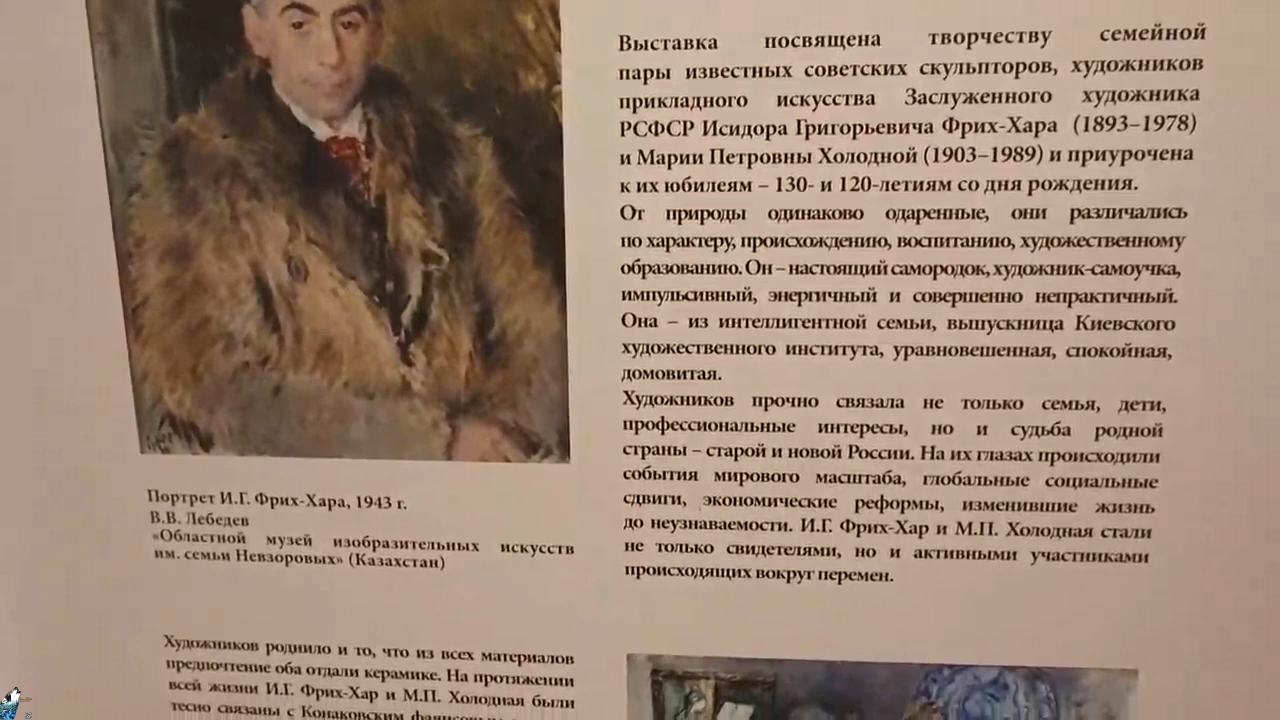 Выставка посвящена творчеству семейной
пары известных советских скульпторов, художников
прикладного искусства Заслуженного художника
РСФСР Исидора Григорьевича Фрих-Хара (1893–1978)
и Марии Петровны Холодной (1903–1989) и приурочена
к их юбилеям – 130- и 120-летиям со дня рождения.
От природы одинаково одаренные, они различались
по характеру, происхождению, воспитанию, художественному
образованию. Он – настоящий самородок, художник-самоучка,
импульсивный, энергичный и совершенно непрактичный.
Она – из интеллигентной семьи, выпускница Киевского
художественного института, уравновешенная, спокойная,
домовитая.
Художников прочно связала не только семья, дети,
профессиональные интересы, но и судьба родной
страны – старой и новой России. На их глазах происходили
события мирового масштаба, глобальные социальные
сдвиги, экономические реформы, изменившие жизнь
до неузнаваемости. И.Г. Фрих-Хар и М.П. Холодная стали
не только свидетелями, но и активными участниками
происходящих вокруг перемен.
Портрет И.Г. Фрих-Хара, 1943 г.
В.В. Лебедев
«Областной музей изобразительных искусств
им. семьи Невзоровых» (Казахстан)
Художников роднило и то, что из всех материалов
предпочтение оба отдали керамике. На протяжении
всей жизни И.Г. Фрих-Хар и М.П. Холодная были
тесно связаны с Конаковским